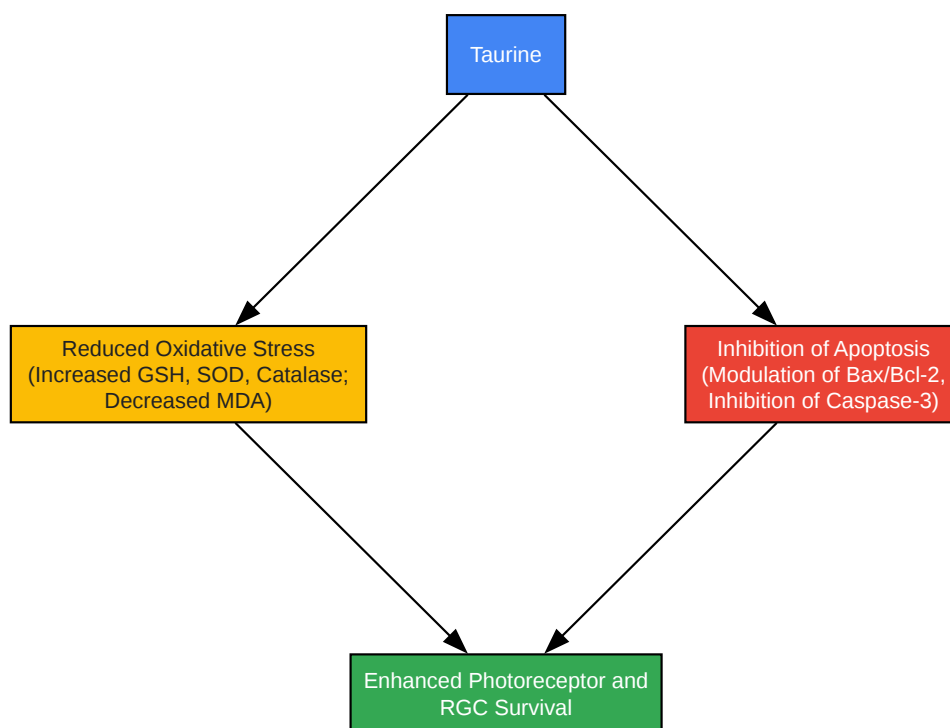 Taurine
Reduced Oxidative Stress
(Increased GSH, SOD, Catalase;
Decreased MDA)
Inhibition of Apoptosis
(Modulation of Bax/Bcl-2,
Inhibition of Caspase-3)
Enhanced Photoreceptor and
RGC Survival